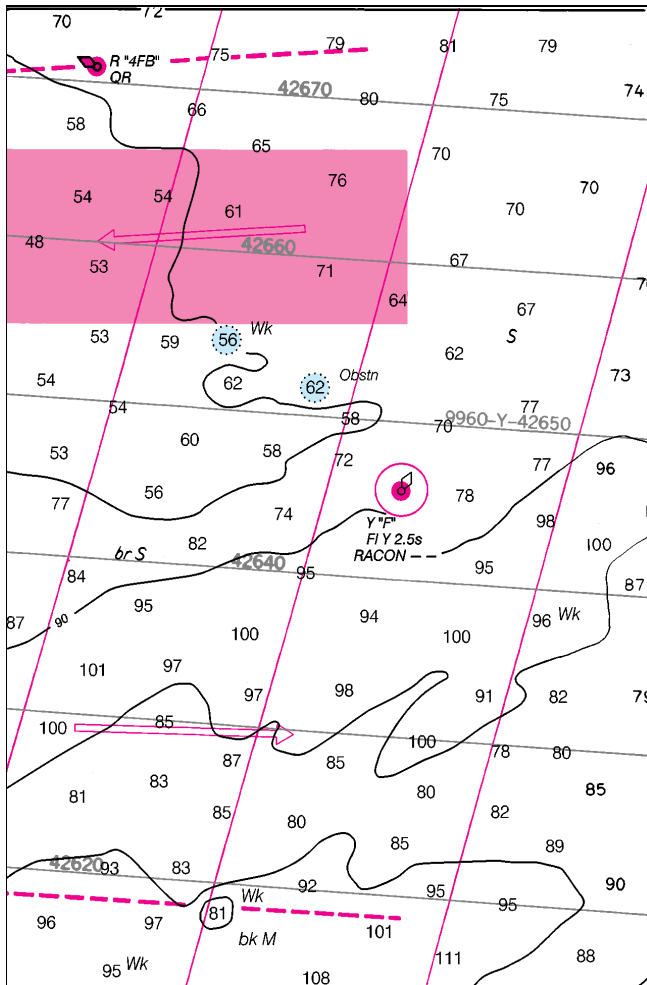 70 72
79 81 79
75
R "4FB"
QR
42670
80 75 74
66
58
65
70
76
70
54 54
61 70
48 42660
53 71 67
64
67
53 59 56 Wk
S
62
73
54 62 62 Obstn
54 58 77
70 9960-Y-42650
60
53 58 72
77 96
56 78
77
74 98
Y "F"
Fl Y 2.5s
RACON – –
82
br S 42640
100
95 95
84 87
95
87 90 94 96 Wk
100 100
101 97
97 98 91 82 79
100 85
100
87 85 78 80
83
81 80 85
85 80 82
83 85 89
42620 93
92 95 90
Wk
96 97 81 95
bk M 101
95 Wk 111 88
108